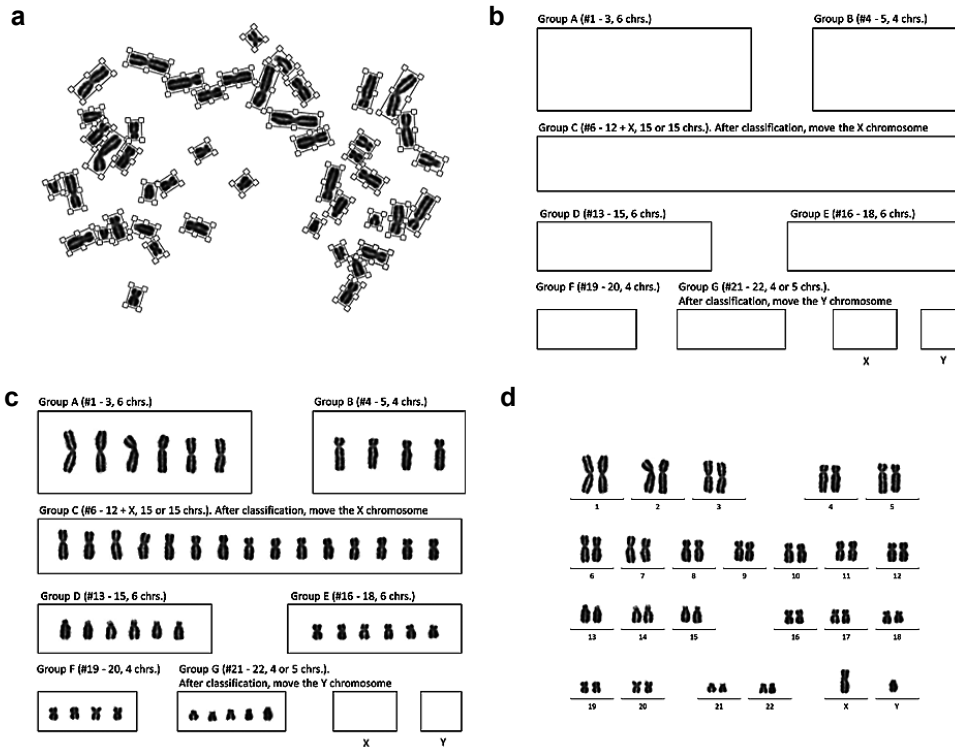 a
b
Group A (#1 - 3, 6 chrs.)
Group B (#4 - 5, 4 chrs.)
Group C (#6 - 12 + X, 15 or 15 chrs.). After classification, move the X chromosome
Group D (#13 - 15, 6 chrs.)
Group E (#16 - 18, 6 chrs.)
Group F (#19 - 20, 4 chrs.)
Group G (#21 - 22, 4 or 5 chrs.).
After classification, move the Y chromosome
X
Y
c
Group A (#1 - 3, 6 chrs.)
Group B (#4 - 5, 4 chrs.)
Group C (#6 - 12 + X, 15 or 15 chrs.). After classification, move the X chromosome
Group D (#13 - 15, 6 chrs.)
Group E (#16 - 18, 6 chrs.)
Group F (#19 - 20, 4 chrs.)
Group G (#21 - 22, 4 or 5 chrs.).
After classification, move the Y chromosome
X
Y
d
1 2 3 4 5
6 7 8 9 10 11 12
13 14 15 16 17 18
19 20 21 22 X Y